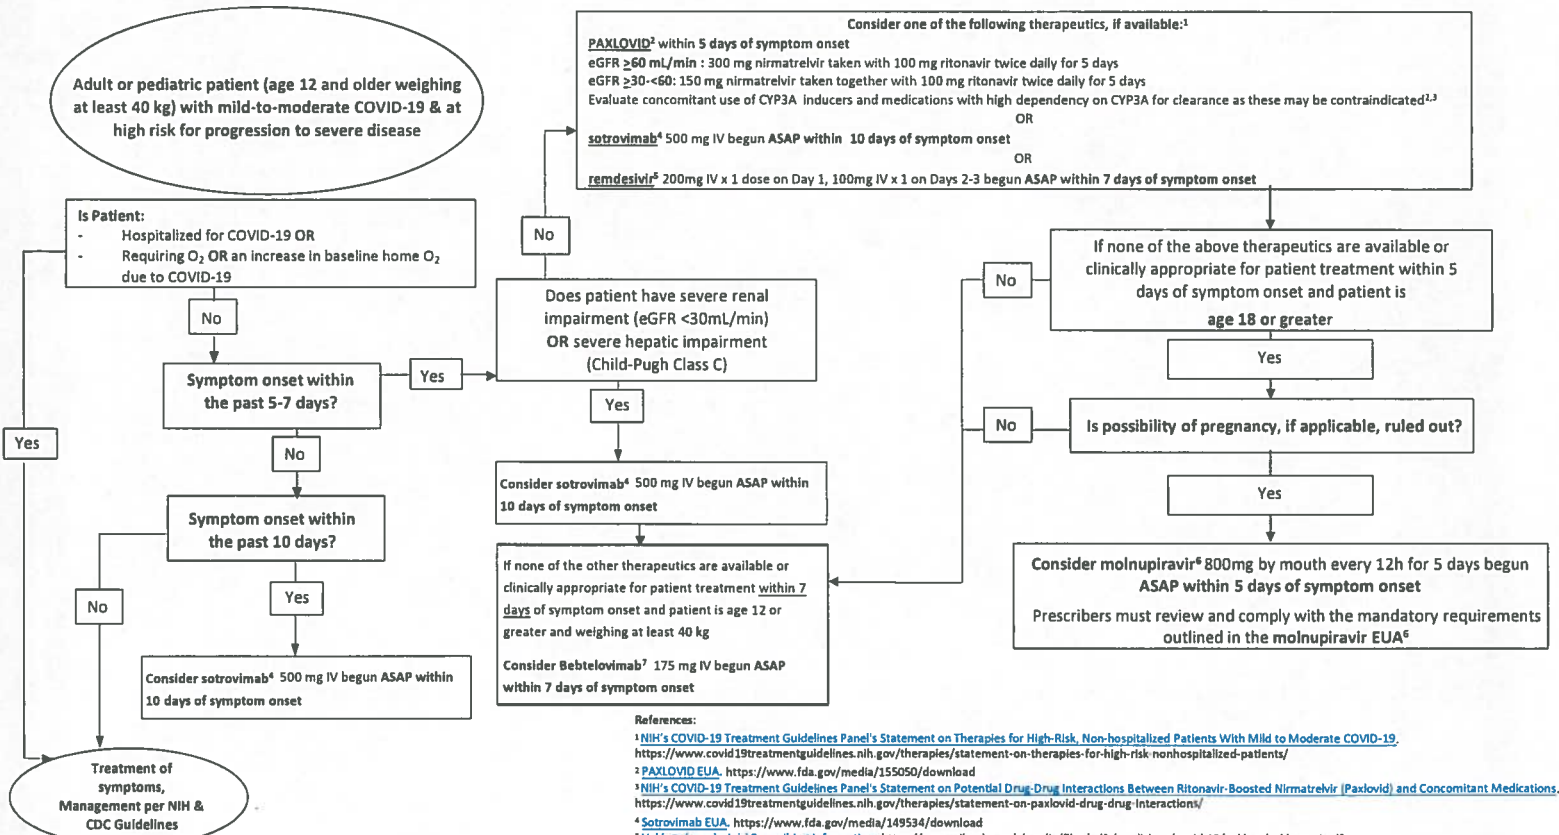 Adult or pediatric patient (age 12 and older weighing
at least 40 kg) with mild-to-moderate COVID-19 & at
high risk for progression to severe disease
Consider one of the following therapeutics, if available:¹
PAXLOVID² within 5 days of symptom onset
eGFR ≥60 mL/min : 300 mg nirmatrelvir taken with 100 mg ritonavir twice daily for 5 days
eGFR ≥30-<60: 150 mg nirmatrelvir taken together with 100 mg ritonavir twice daily for 5 days
Evaluate concomitant use of CYP3A inducers and medications with high dependency on CYP3A for clearance as these may be contraindicated²,³
OR
sotrovimab⁴ 500 mg IV begun ASAP within 10 days of symptom onset
OR
remdesivir⁵ 200mg IV x 1 dose on Day 1, 100mg IV x 1 on Days 2-3 begun ASAP within 7 days of symptom onset
Is Patient:
- Hospitalized for COVID-19 OR
- Requiring O₂ OR an increase in baseline home O₂
due to COVID-19
No
No
Does patient have severe renal
impairment (eGFR <30mL/min)
OR severe hepatic impairment
(Child-Pugh Class C)
If none of the above therapeutics are available or
clinically appropriate for patient treatment within 5
days of symptom onset and patient is
age 18 or greater
No
Yes
Symptom onset within
the past 5-7 days?
Yes
Yes
Yes
No
Is possibility of pregnancy, if applicable, ruled out?
No
Yes
Consider sotrovimab⁴ 500 mg IV begun ASAP within
10 days of symptom onset
Symptom onset within
the past 10 days?
No
Yes
If none of the other therapeutics are available or
clinically appropriate for patient treatment within 7
days of symptom onset and patient is age 12 or
greater and weighing at least 40 kg
Consider Bebtelovimab⁷ 175 mg IV begun ASAP
within 7 days of symptom onset
Consider molnupiravir⁶ 800mg by mouth every 12h for 5 days begun
ASAP within 5 days of symptom onset
Prescribers must review and comply with the mandatory requirements
outlined in the molnupiravir EUA⁶
Consider sotrovimab⁴ 500 mg IV begun ASAP within
10 days of symptom onset
Treatment of
symptoms,
Management per NIH &
CDC Guidelines
References:
¹ NIH's COVID-19 Treatment Guidelines Panel's Statement on Therapies for High-Risk, Non-hospitalized Patients With Mild to Moderate COVID-19.
https://www.covid19treatmentguidelines.nih.gov/therapies/statement-on-therapies-for-high-risk-nonhospitalized-patients/
² PAXLOVID EUA. https://www.fda.gov/media/155050/download
³ NIH's COVID-19 Treatment Guidelines Panel's Statement on Potential Drug-Drug Interactions Between Ritonavir-Boosted Nirmatrelvir (Paxlovid) and Concomitant Medications.
https://www.covid19treatmentguidelines.nih.gov/therapies/statement-on-paxlovid-drug-drug-interactions/
⁴ Sotrovimab EUA. https://www.fda.gov/media/149534/download